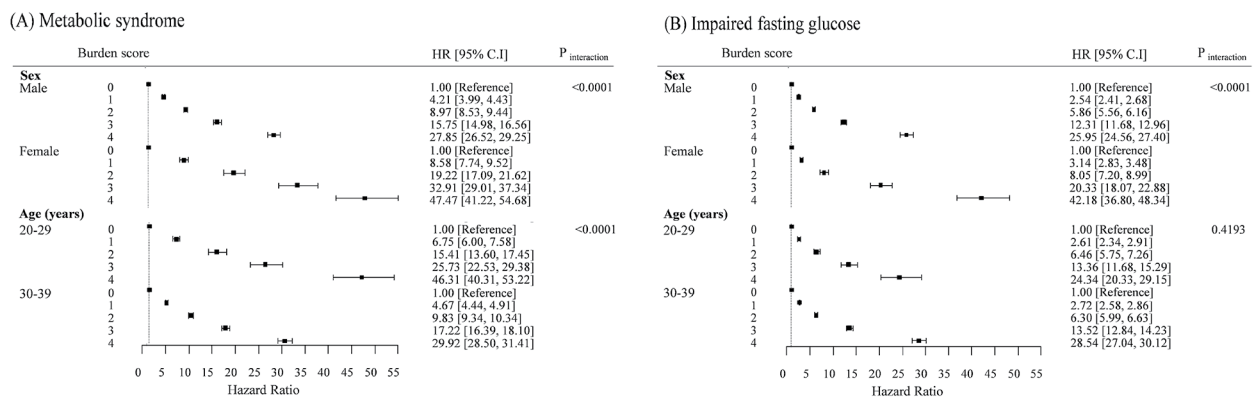 (A) Metabolic syndrome
Burden score HR [95% C.I] P interaction
Sex
Male 0 1.00 [Reference] <0.0001
1 4.21 [3.99, 4.43]
2 8.97 [8.53, 9.44]
3 15.75 [14.98, 16.56]
4 27.85 [26.52, 29.25]
Female 0 1.00 [Reference]
1 8.58 [7.74, 9.52]
2 19.22 [17.09, 21.62]
3 32.91 [29.01, 37.34]
4 47.47 [41.22, 54.68]
Age (years)
20-29 0 1.00 [Reference] <0.0001
1 6.75 [6.00, 7.58]
2 15.41 [13.60, 17.45]
3 25.73 [22.53, 29.38]
4 46.31 [40.31, 53.22]
30-39 0 1.00 [Reference]
1 4.67 [4.44, 4.91]
2 9.83 [9.34, 10.34]
3 17.22 [16.39, 18.10]
4 29.92 [28.50, 31.41]
0 5 10 15 20 25 30 35 40 45 50 55
Hazard Ratio
(B) Impaired fasting glucose
Burden score HR [95% C.I] P interaction
Sex
Male 0 1.00 [Reference] <0.0001
1 2.54 [2.41, 2.68]
2 5.86 [5.56, 6.16]
3 12.31 [11.68, 12.96]
4 25.95 [24.56, 27.40]
Female 0 1.00 [Reference]
1 3.14 [2.83, 3.48]
2 8.05 [7.20, 8.99]
3 20.33 [18.07, 22.88]
4 42.18 [36.80, 48.34]
Age (years)
20-29 0 1.00 [Reference] 0.4193
1 2.61 [2.34, 2.91]
2 6.46 [5.75, 7.26]
3 13.36 [11.68, 15.29]
4 24.34 [20.33, 29.15]
30-39 0 1.00 [Reference]
1 2.72 [2.58, 2.86]
2 6.30 [5.99, 6.63]
3 13.52 [12.84, 14.23]
4 28.54 [27.04, 30.12]
0 5 10 15 20 25 30 35 40 45 50 55
Hazard Ratio